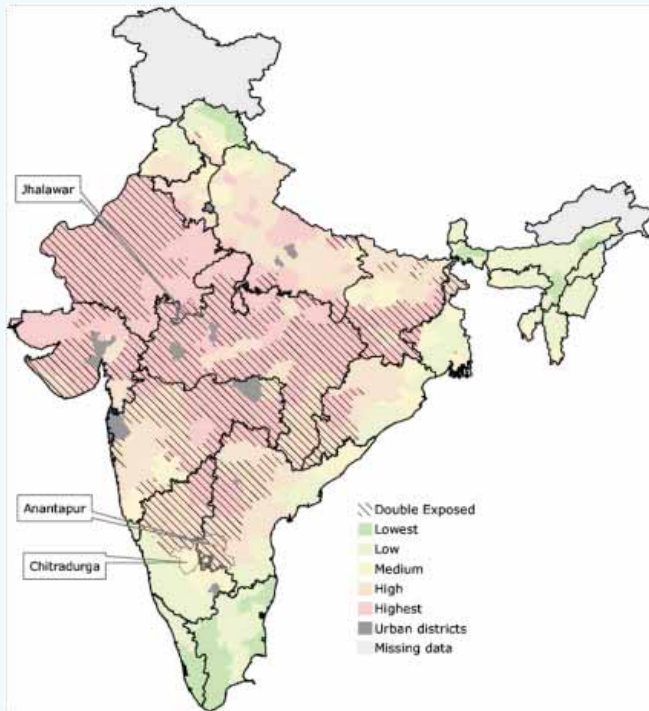 Jhalawar
Anantapur
Chitradurga
Double Exposed
Lowest
Low
Medium
High
Highest
Urban districts
Missing data